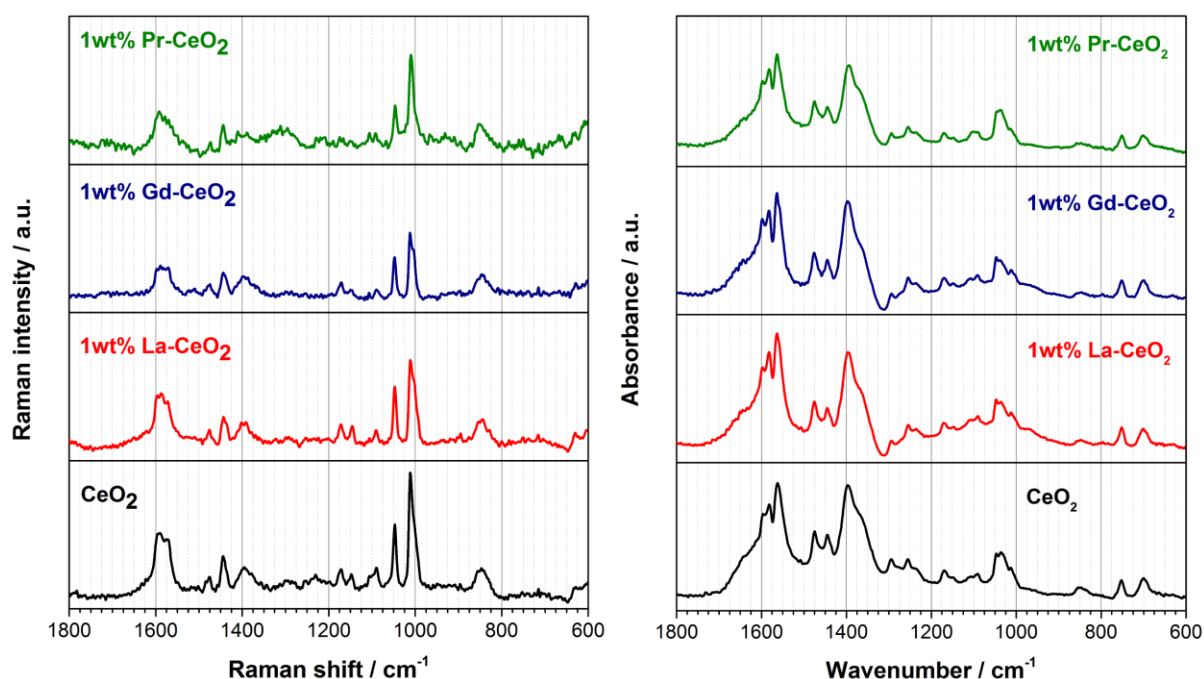 1wt% Pr-CeO2
1wt% Gd-CeO2
1wt% La-CeO2
CeO2
Raman intensity / a.u.
1800 1600 1400 1200 1000 800 600
Raman shift / cm-1
1wt% Pr-CeO2
1wt% Gd-CeO2
1wt% La-CeO2
CeO2
Absorbance / a.u.
1800 1600 1400 1200 1000 800 600
Wavenumber / cm-1